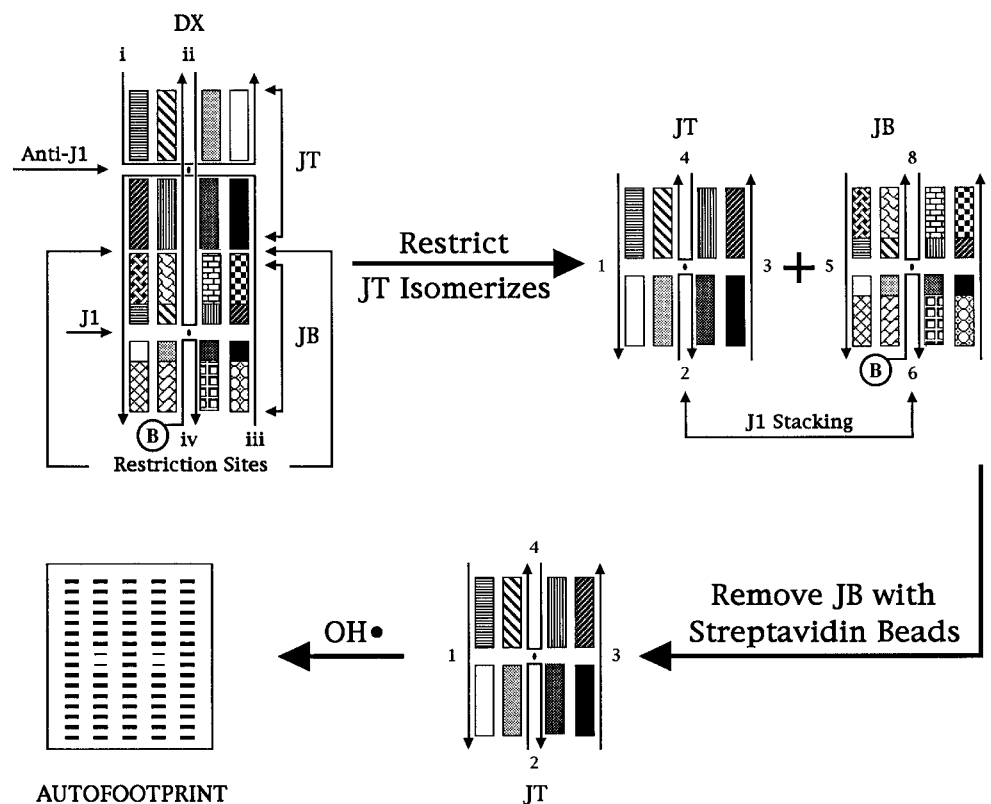 DX
i ii
Anti-J1
JT
J1
JB
B
iv iii
Restriction Sites
Restrict
JT Isomerizes
JT
4
1
3
2
+
JB
8
5
B
6
J1 Stacking
Remove JB with
Streptavidin Beads
4
1
3
2
JT
OH•
AUTOFOOTPRINT